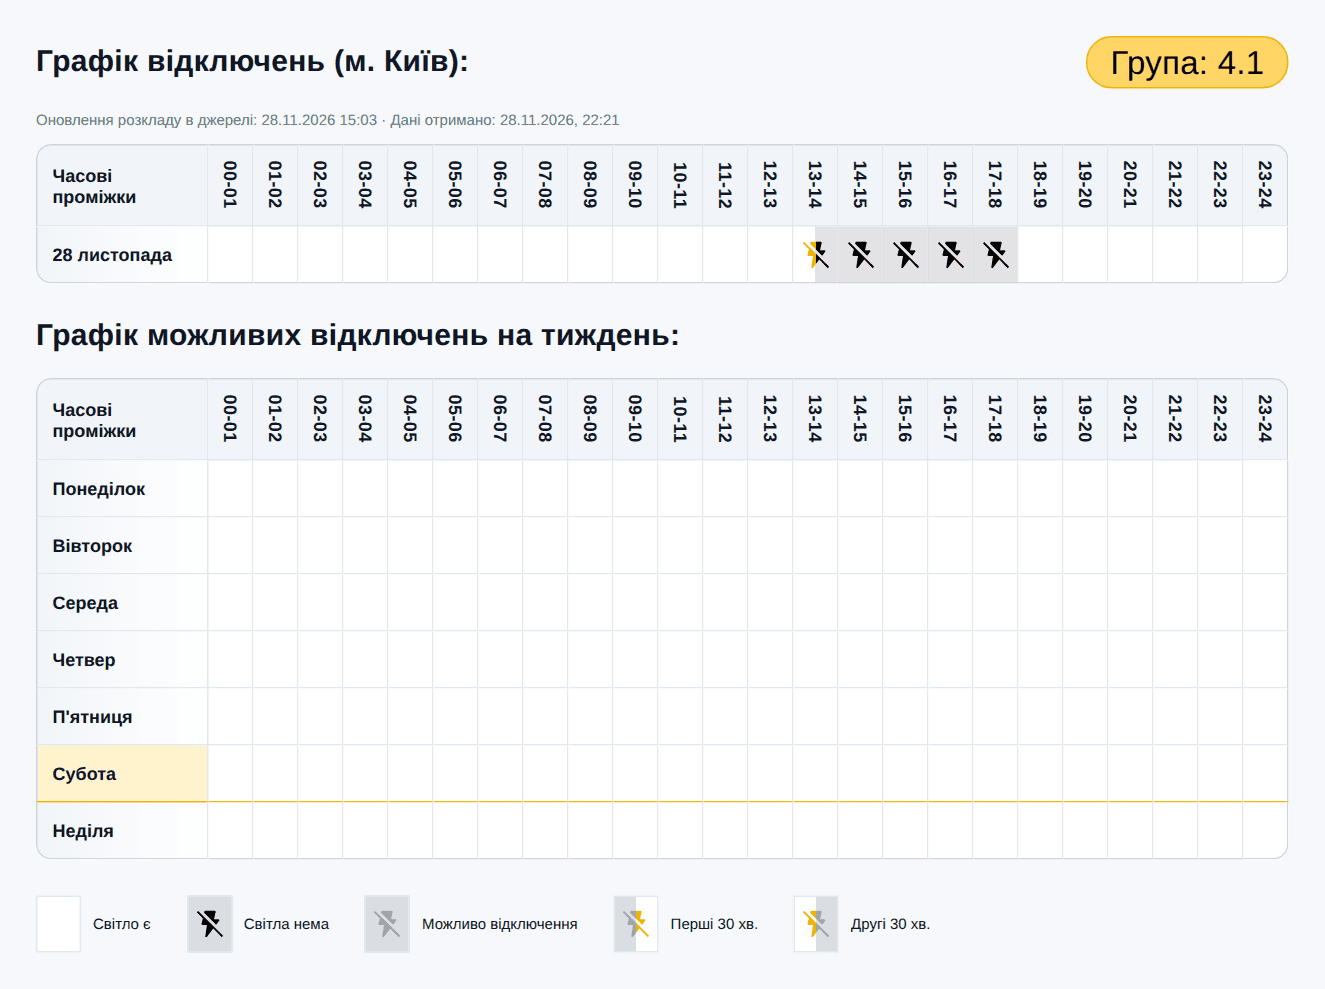 Графік відключень (м. Київ):
Група: 4.1
Оновлення розкладу в джерелі: 28.11.2026 15:03 · Дані отримано: 28.11.2026, 22:21
Часові проміжки 00-01 01-02 02-03 03-04 04-05 05-06 06-07 07-08 08-09 09-10 10-11 11-12 12-13 13-14 14-15 15-16 16-17 17-18 18-19 19-20 20-21 21-22 22-23 23-24
28 листопада
Графік можливих відключень на тиждень:
Часові проміжки 00-01 01-02 02-03 03-04 04-05 05-06 06-07 07-08 08-09 09-10 10-11 11-12 12-13 13-14 14-15 15-16 16-17 17-18 18-19 19-20 20-21 21-22 22-23 23-24
Понеділок
Вівторок
Середа
Четвер
П'ятниця
Субота
Неділя
Світло є Світла нема Можливо відключення Перші 30 хв. Другі 30 хв.